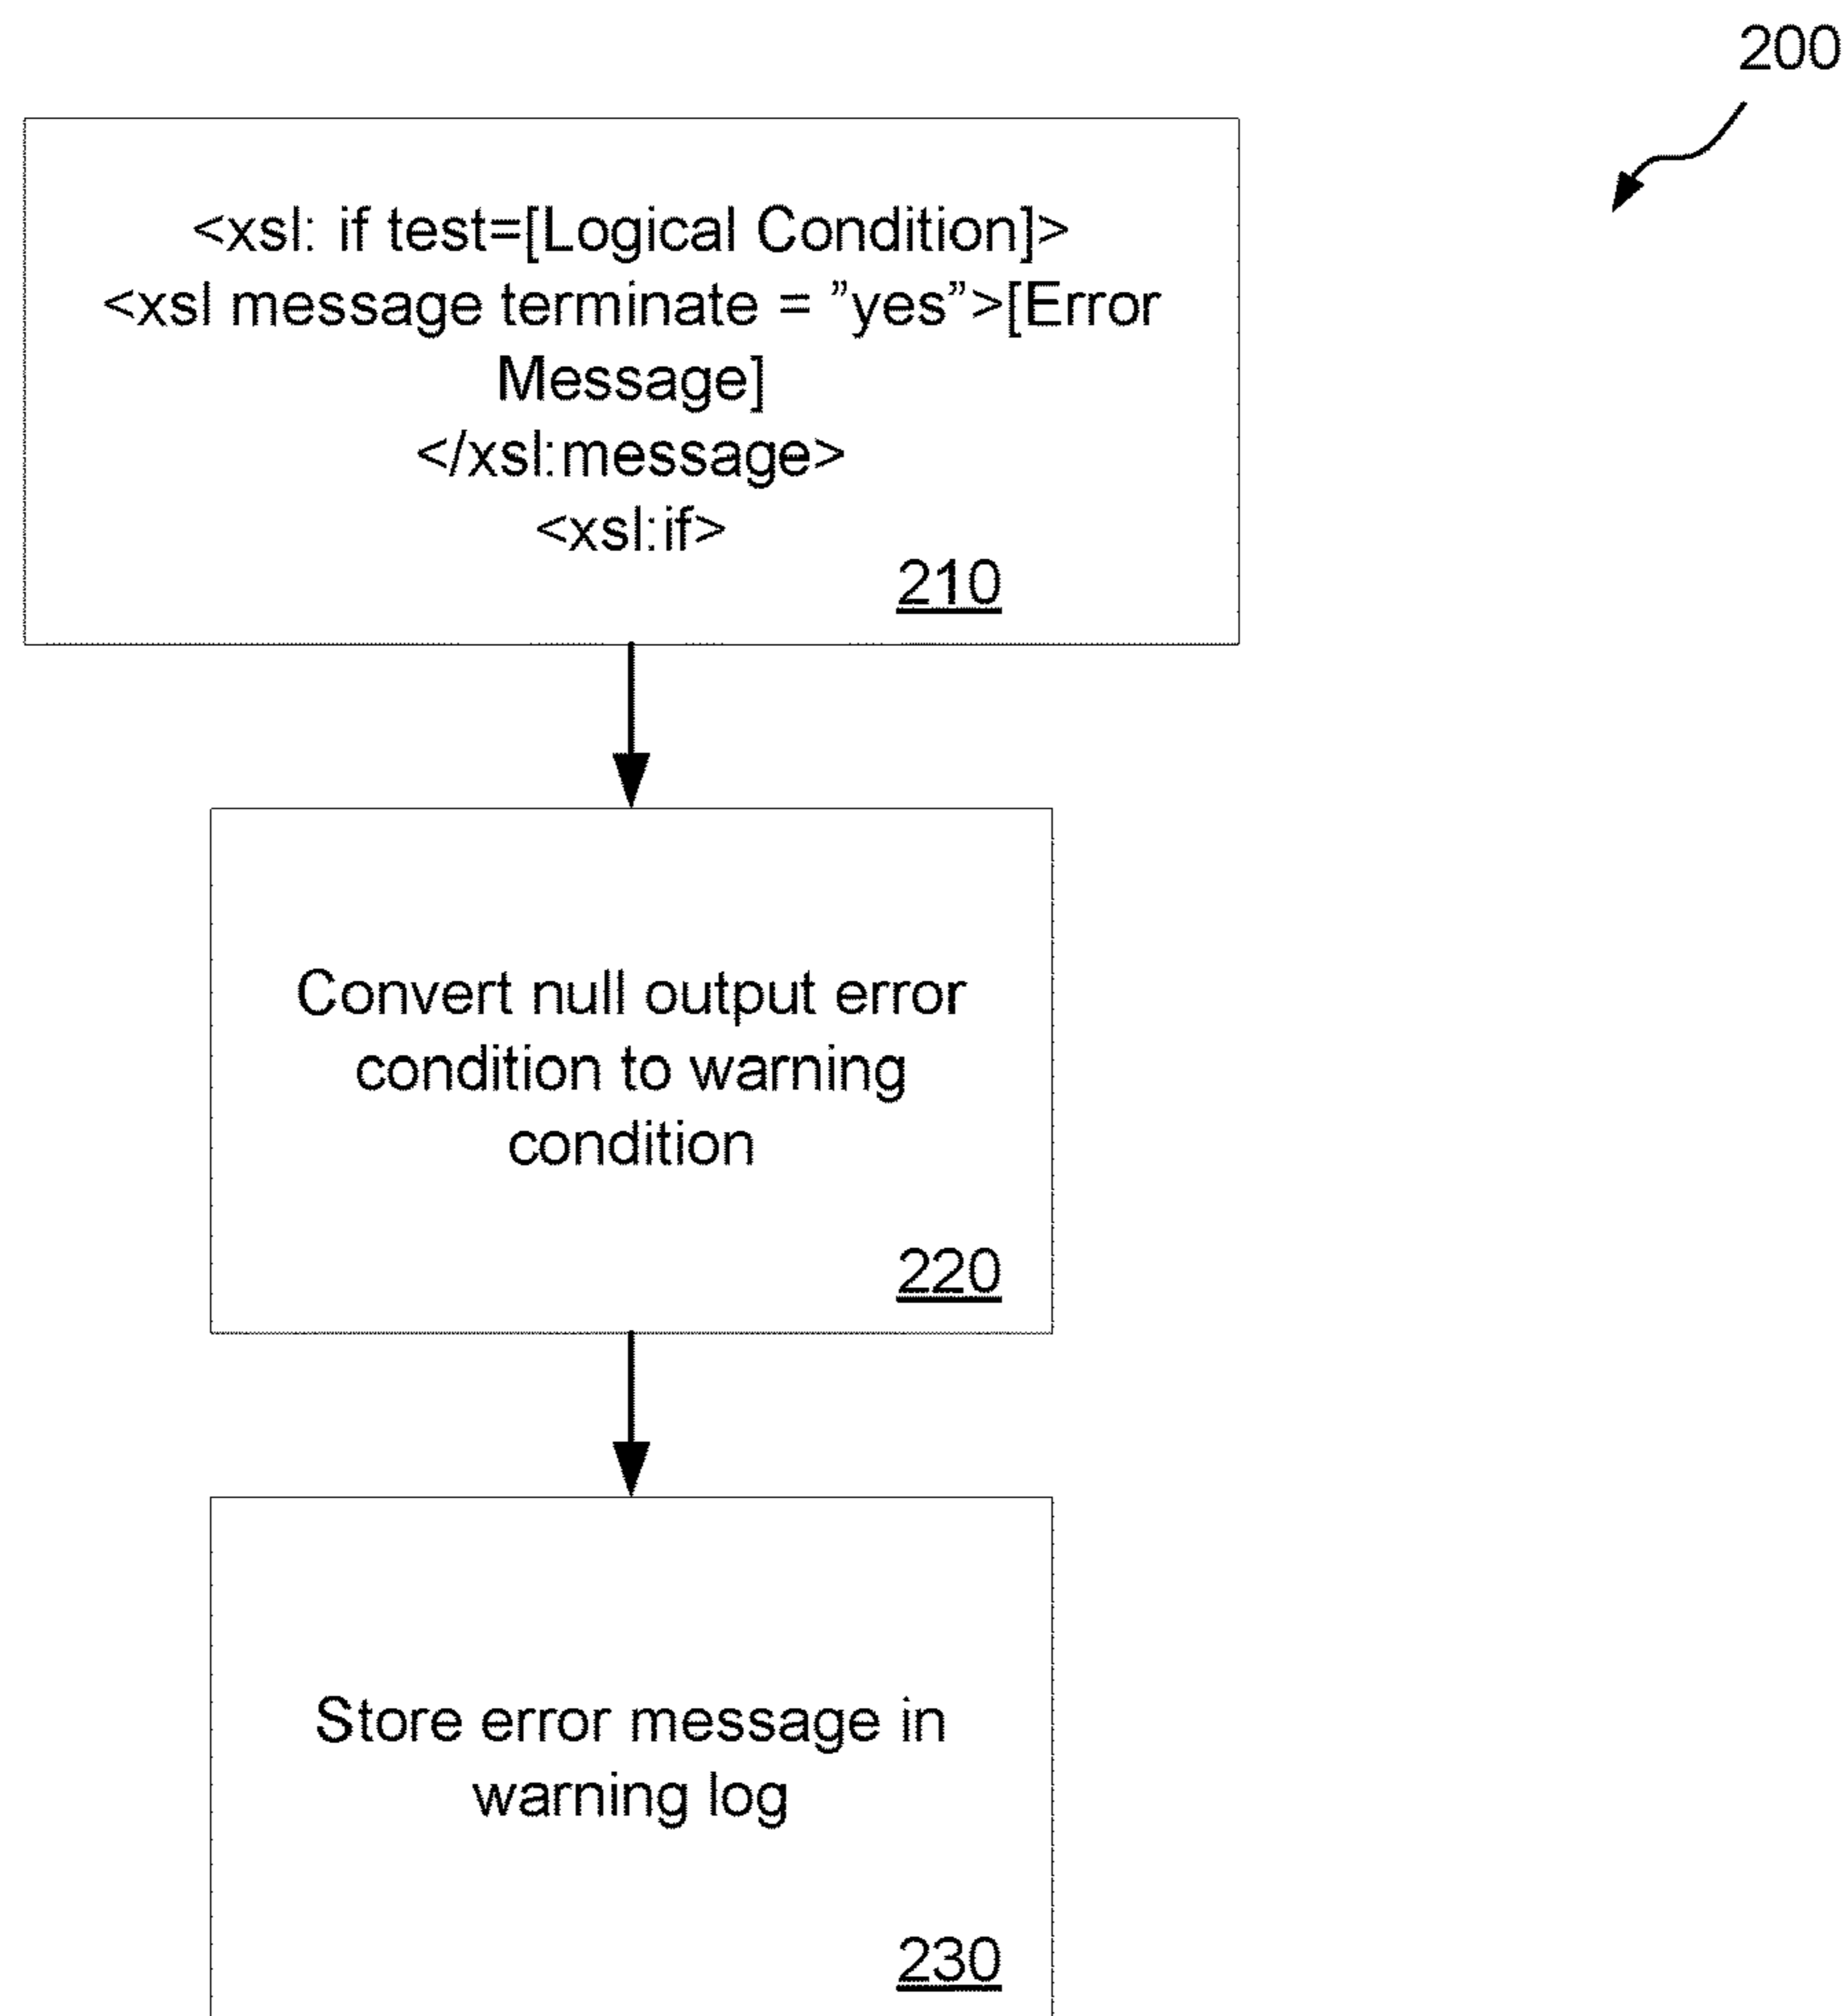 200
<xsl: if test=[Logical Condition]>
<xsl message terminate = ”yes”>[Error
Message]
</xsl:message>
<xsl:if>
210
Convert null output error
condition to warning
condition
220
Store error message in
warning log
230